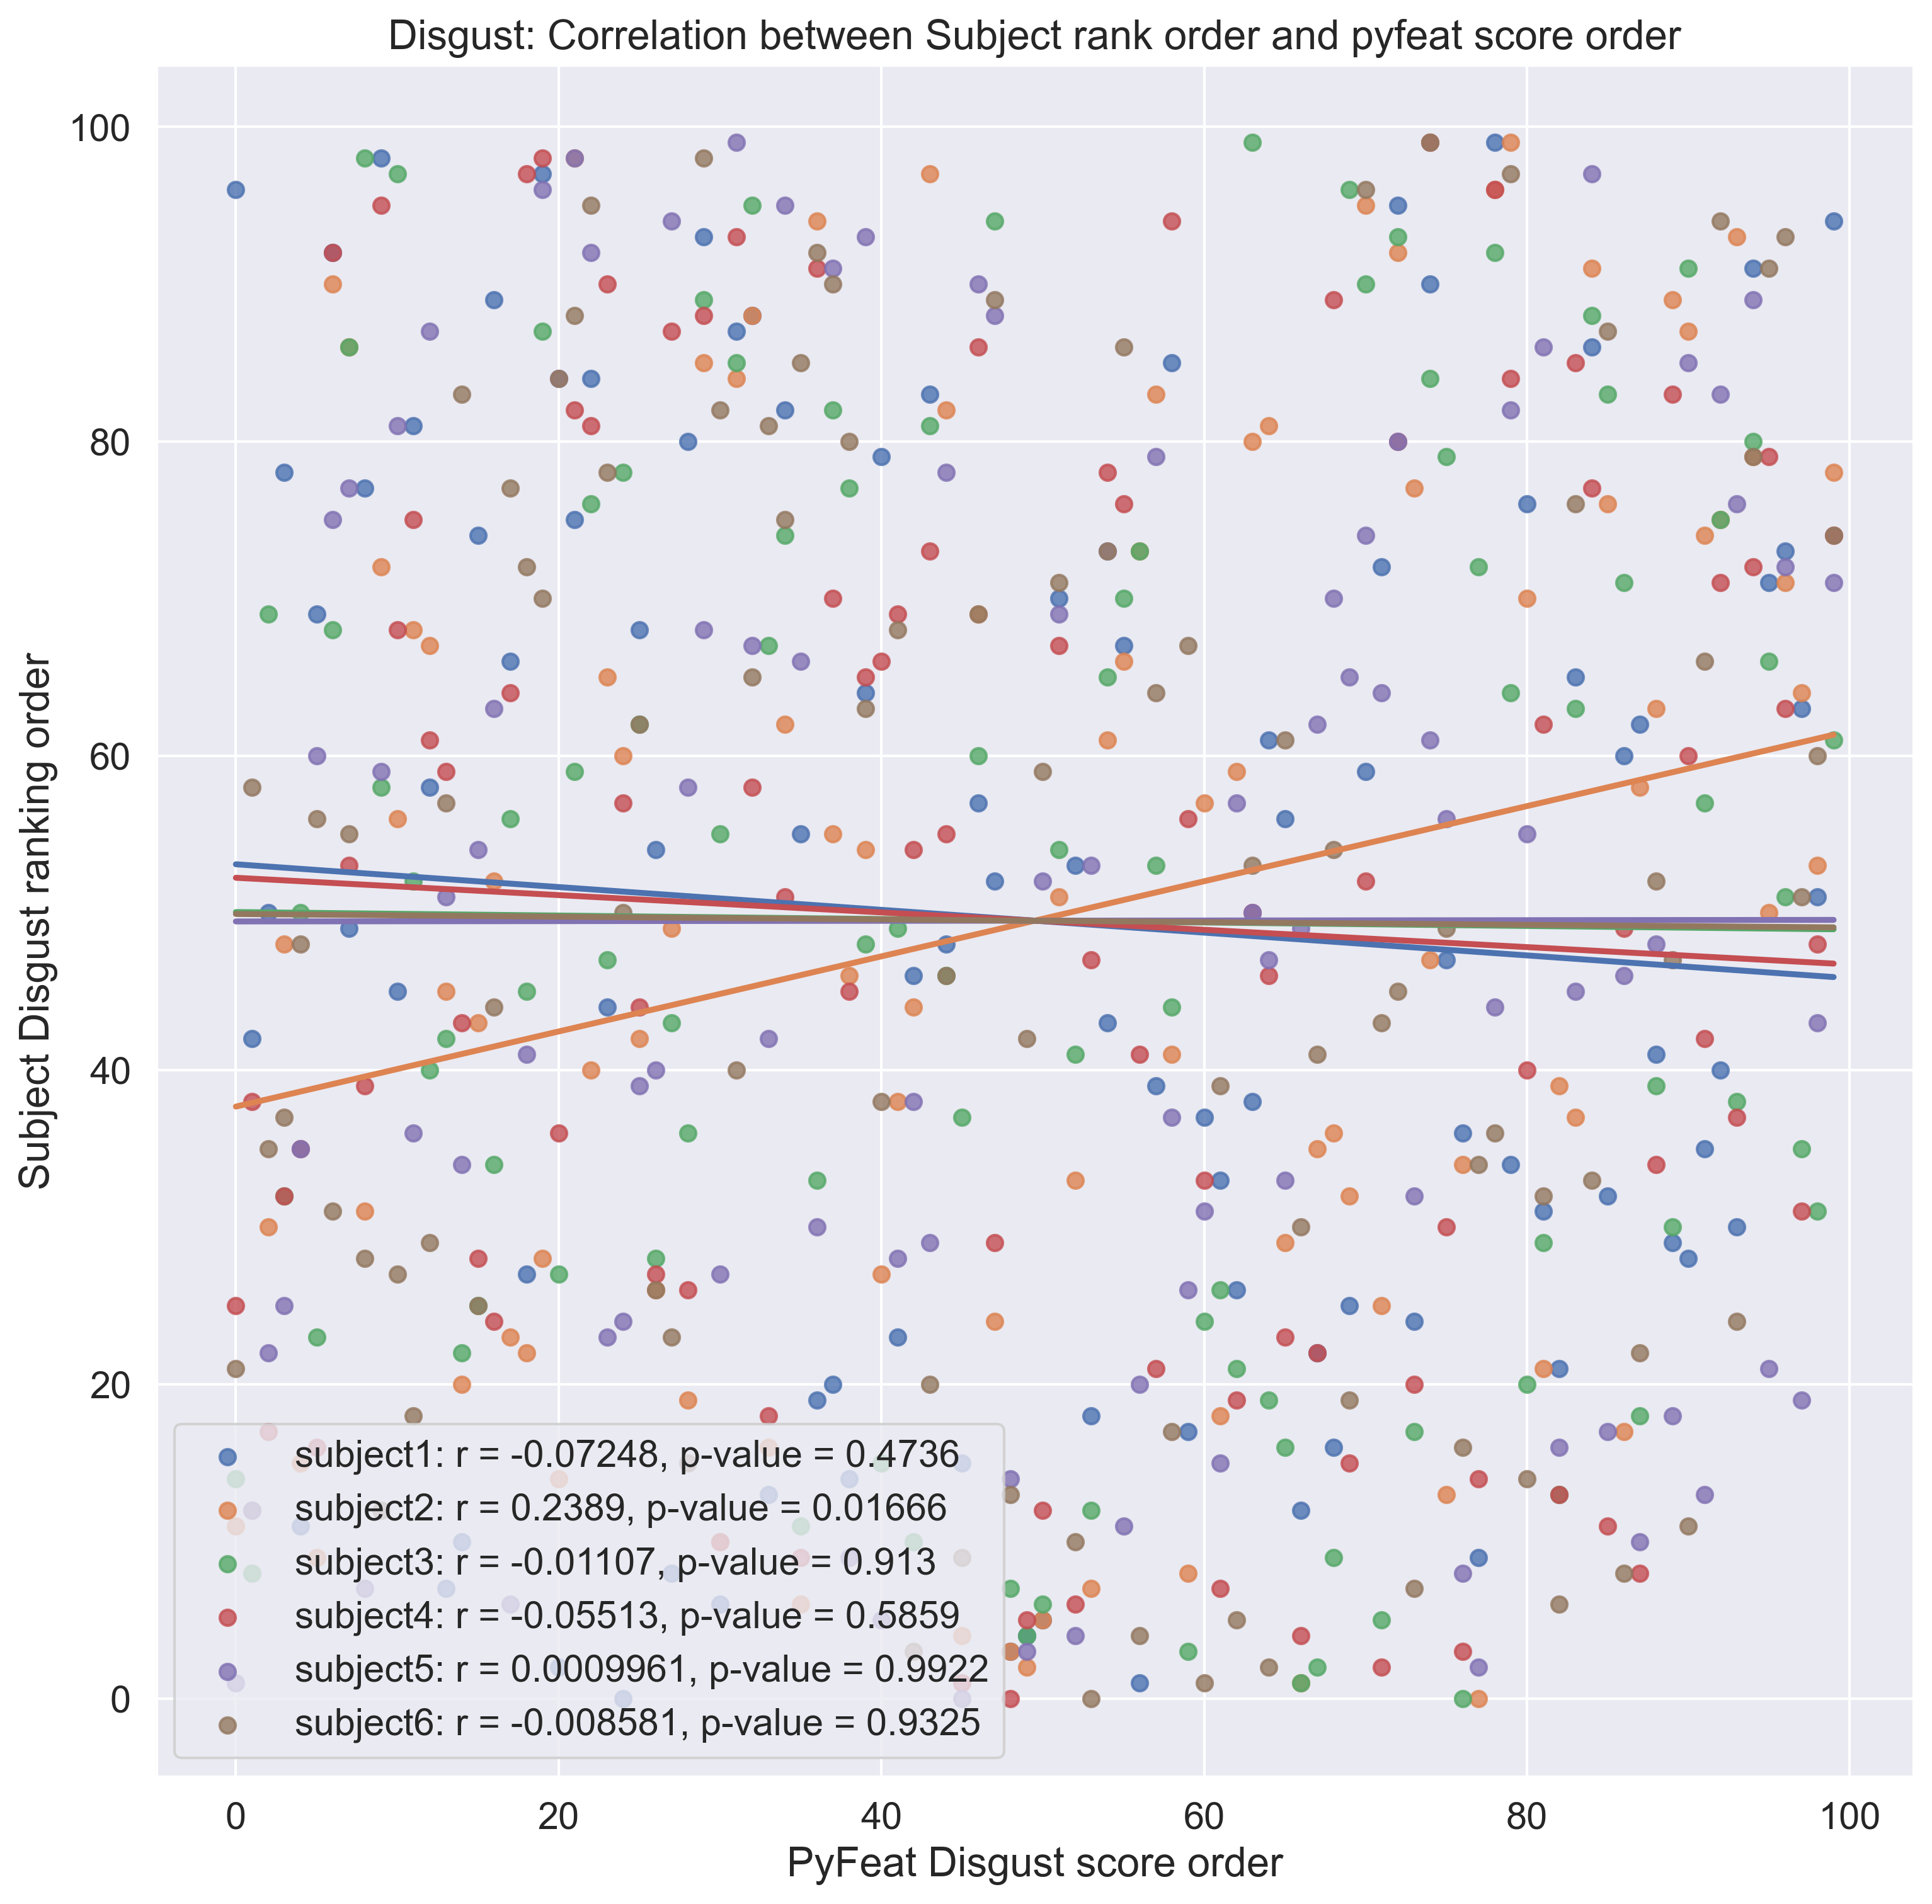 Disgust: Correlation between Subject rank order and pyfeat score order
Subject Disgust ranking order
100
80
60
40
20
0
subject1: r = -0.07248, p-value = 0.4736
subject2: r = 0.2389, p-value = 0.01666
subject3: r = -0.01107, p-value = 0.913
subject4: r = -0.05513, p-value = 0.5859
subject5: r = 0.0009961, p-value = 0.9922
subject6: r = -0.008581, p-value = 0.9325
0 20 40 60 80 100
PyFeat Disgust score order